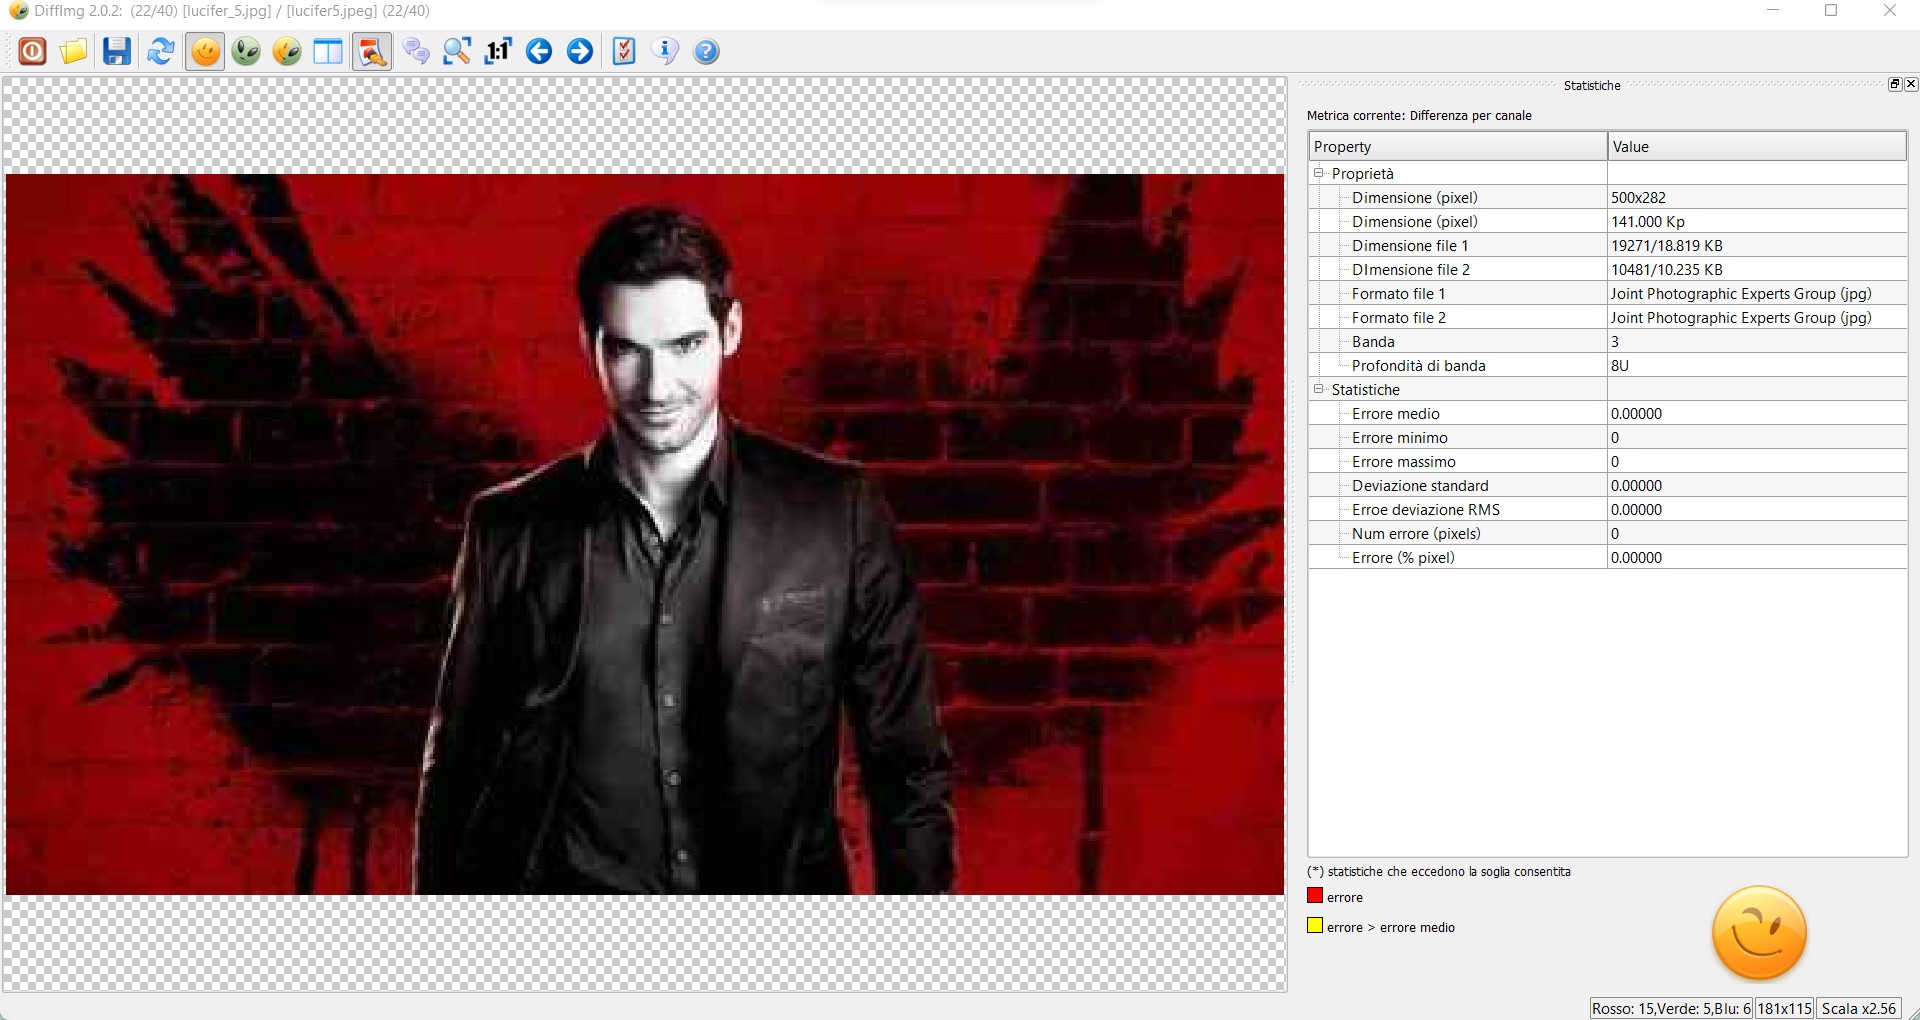 DiffImg 2.0.2: (22/40) [lucifer_5.jpg] / [lucifer5.jpeg] (22/40)
1:1
Statistiche
Metrica corrente: Differenza per canale
Property Value
Proprietà
Dimensione (pixel) 500x282
Dimensione (pixel) 141.000 Kp
Dimensione file 1 19271/18.819 KB
DImensione file 2 10481/10.235 KB
Formato file 1 Joint Photographic Experts Group (jpg)
Formato file 2 Joint Photographic Experts Group (jpg)
Banda 3
Profondità di banda 8U
Statistiche
Errore medio 0.00000
Errore minimo 0
Errore massimo 0
Deviazione standard 0.00000
Erroe deviazione RMS 0.00000
Num errore (pixels) 0
Errore (% pixel) 0.00000
(*) statistiche che eccedono la soglia consentita
errore
errore > errore medio
Rosso: 15,Verde: 5,Blu: 6 181x115 Scala x2.56